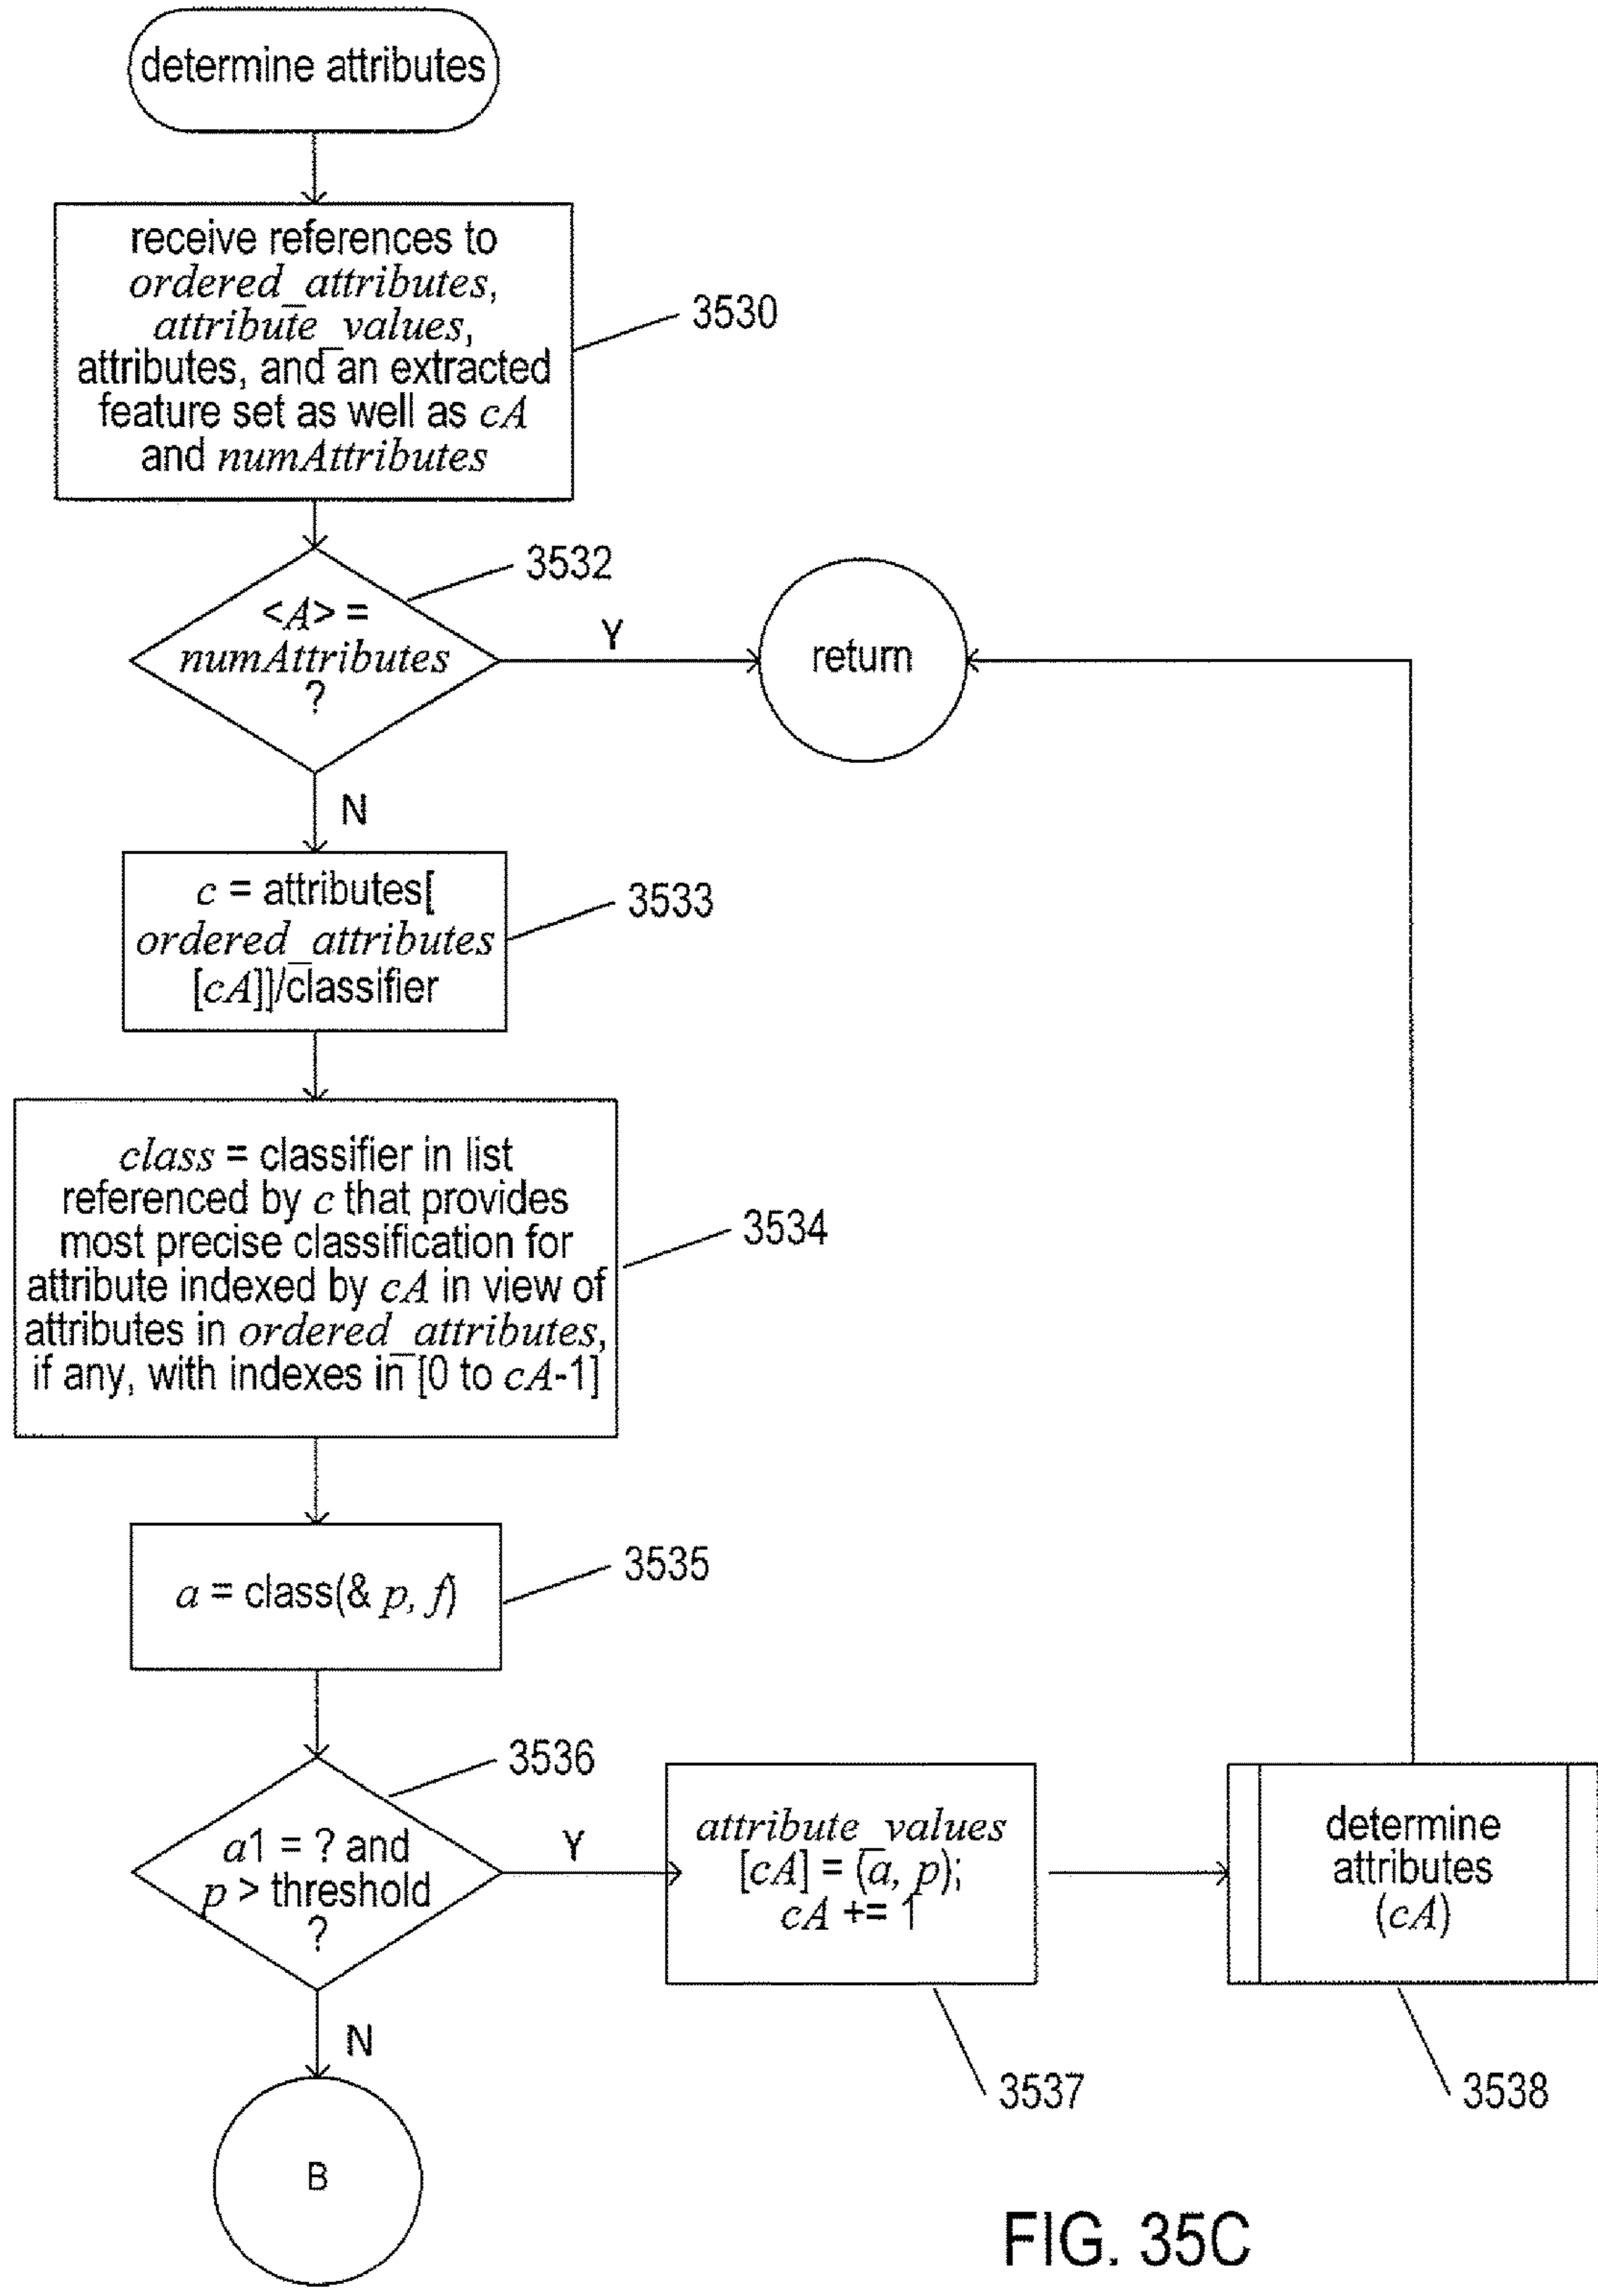 determine attributes
receive references to
ordered_attributes,
attribute_values,
attributes, and an extracted
feature set as well as cA
and numAttributes
3530
3532
<A> =
numAttributes
?
Y
return
N
c = attributes[
ordered_attributes
[cA]]/classifier
3533
class = classifier in list
referenced by c that provides
most precise classification for
attribute indexed by cA in view of
attributes in ordered_attributes,
if any, with indexes in [0 to cA-1]
3534
a = class(& p, f)
3535
3536
a1 = ? and
p > threshold
?
Y
attribute_values
[cA] = (a, p);
cA += 1
3537
determine
attributes
(cA)
3538
N
B
FIG. 35C